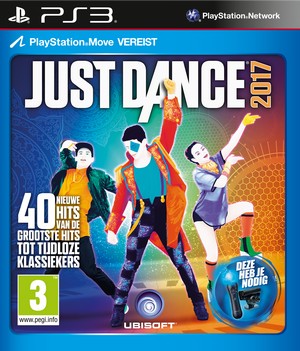 PS3
PlayStation®Network
PlayStation®Move VEREIST
JUST DANCE
2017
40 NIEUWE
HITS
VAN DE
GROOTSTE HITS
TOT TIJDLOZE
KLASSIEKERS
DEZE
HEB JE
NODIG
3
www.pegi.info
UBISOFT